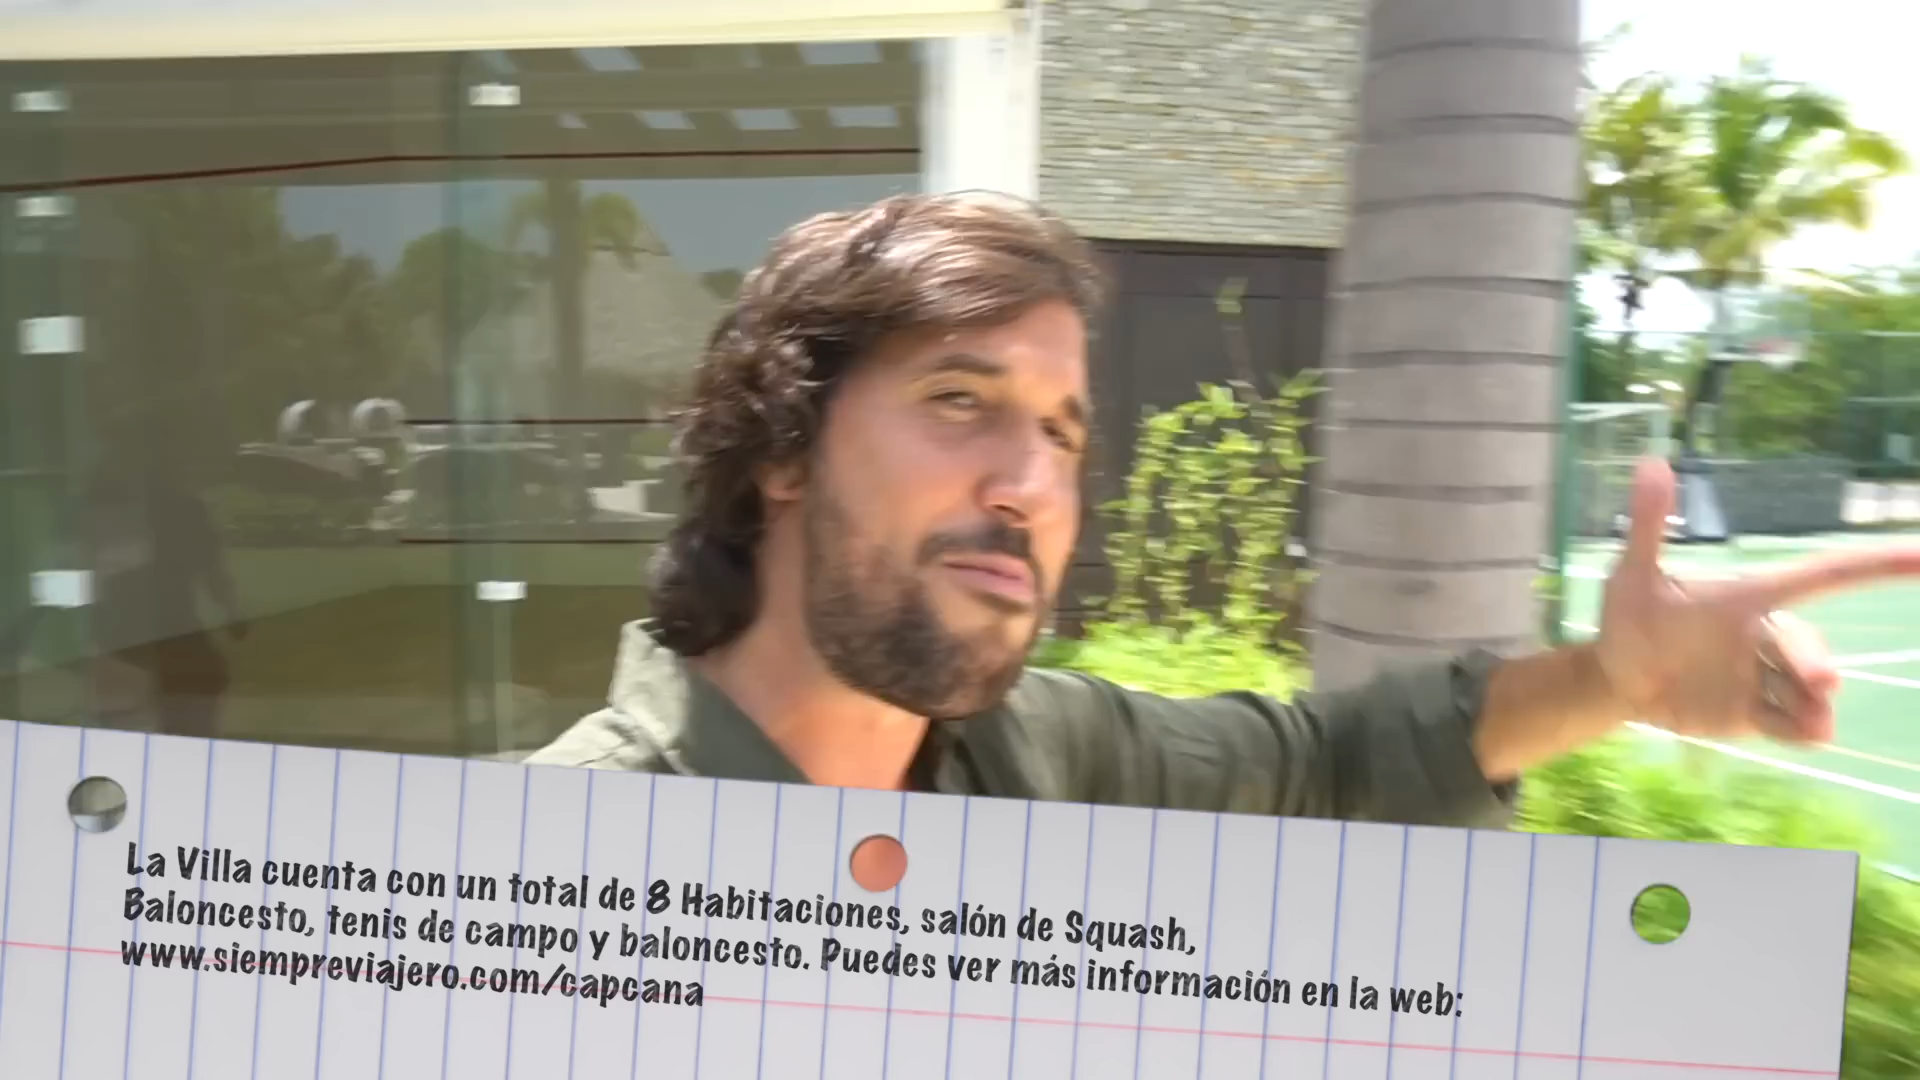 La Villa cuenta con un total de 8 Habitaciones, salón de Squash,
Baloncesto, tenis de campo y baloncesto. Puedes ver más información en la web:
www.siempreviajero.com/capcana